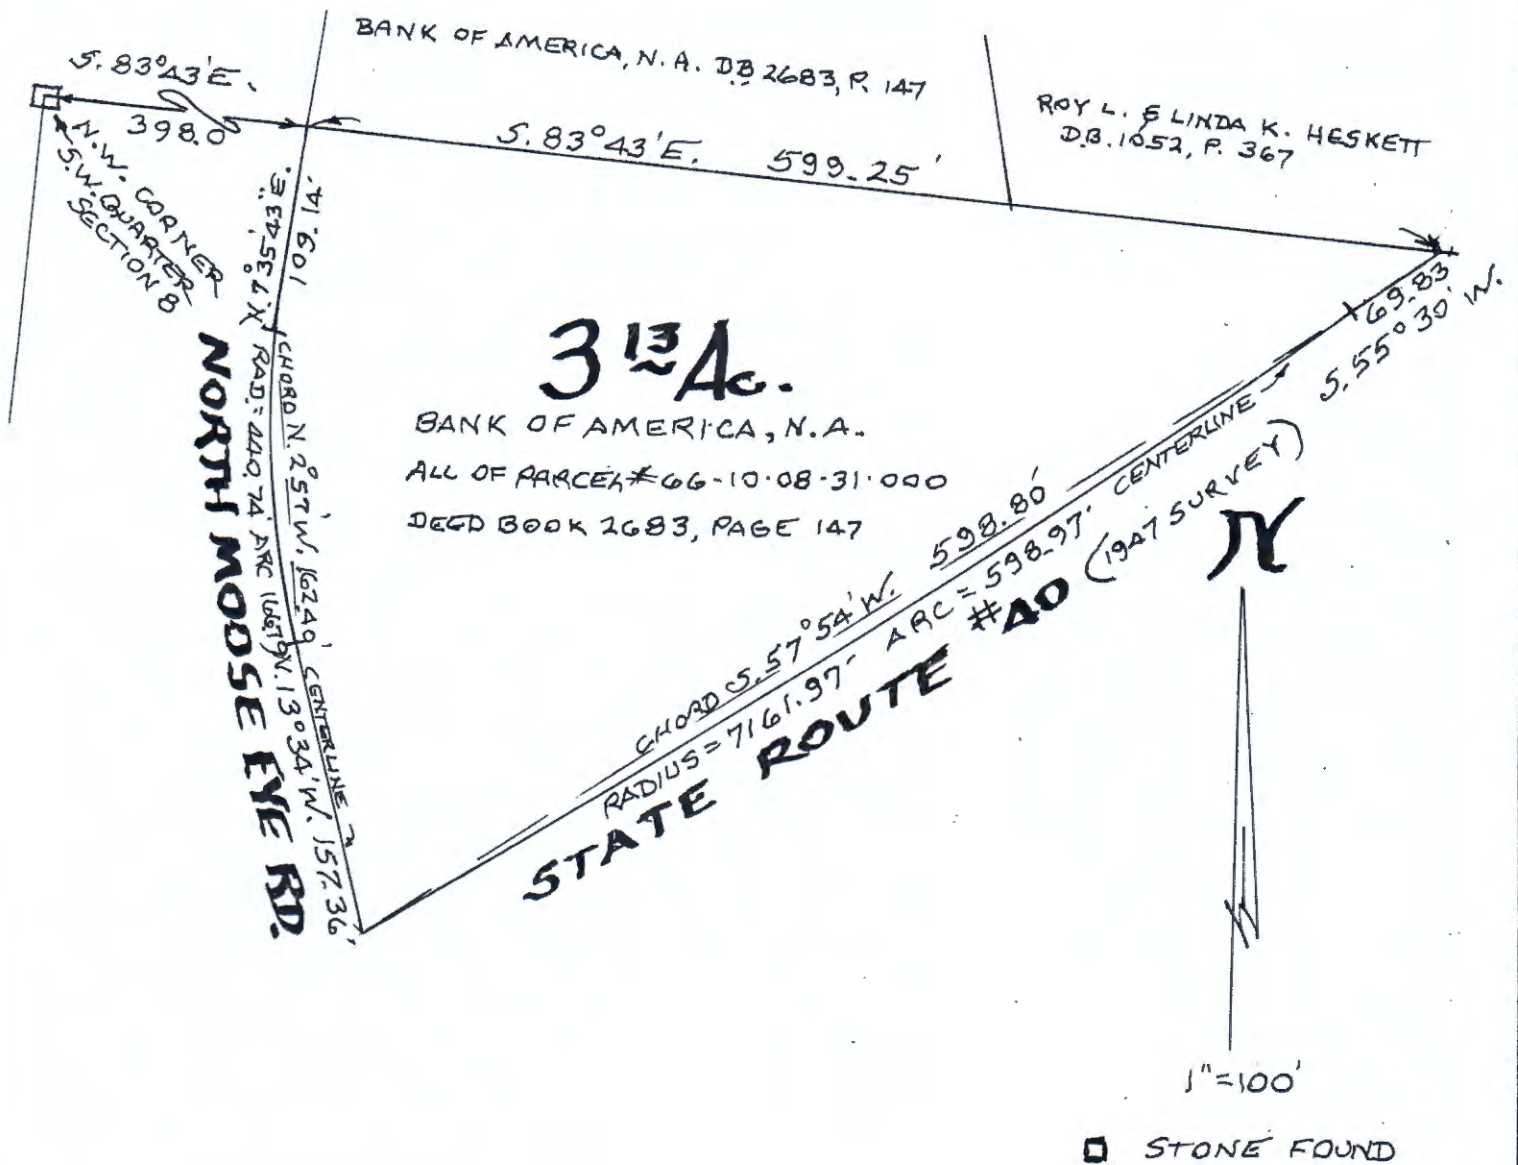 S. 83°43'E.
398.0
N.W. CORNER
S.W. QUARTER
SECTION 8
BANK OF AMERICA, N.A. DB 2683, P. 147
ROY L. & LINDA K. HESKETT
D.B. 1052, P. 367
S. 83°43'E. 599.25'
N. 7°35'43"E.
109.14'
CHORD N. 2°57'W. 162.40'
RAD. = 440.74' ARC 166.79'
N. 13°34'W. 157.36'
CENTERLINE
NORTH MOOSE EYE RD.
3 13 Ac.
BANK OF AMERICA, N.A.
ALL OF PARCEL # 66-10-08-31-000
DEED BOOK 2683, PAGE 147
69.83
S. 55°30' W.
CENTERLINE
CHORD S. 57°54' W. 598.80'
RADIUS = 7161.97' ARC = 598.97'
STATE ROUTE #40 (1947 SURVEY)
N
1" = 100'
STONE FOUND